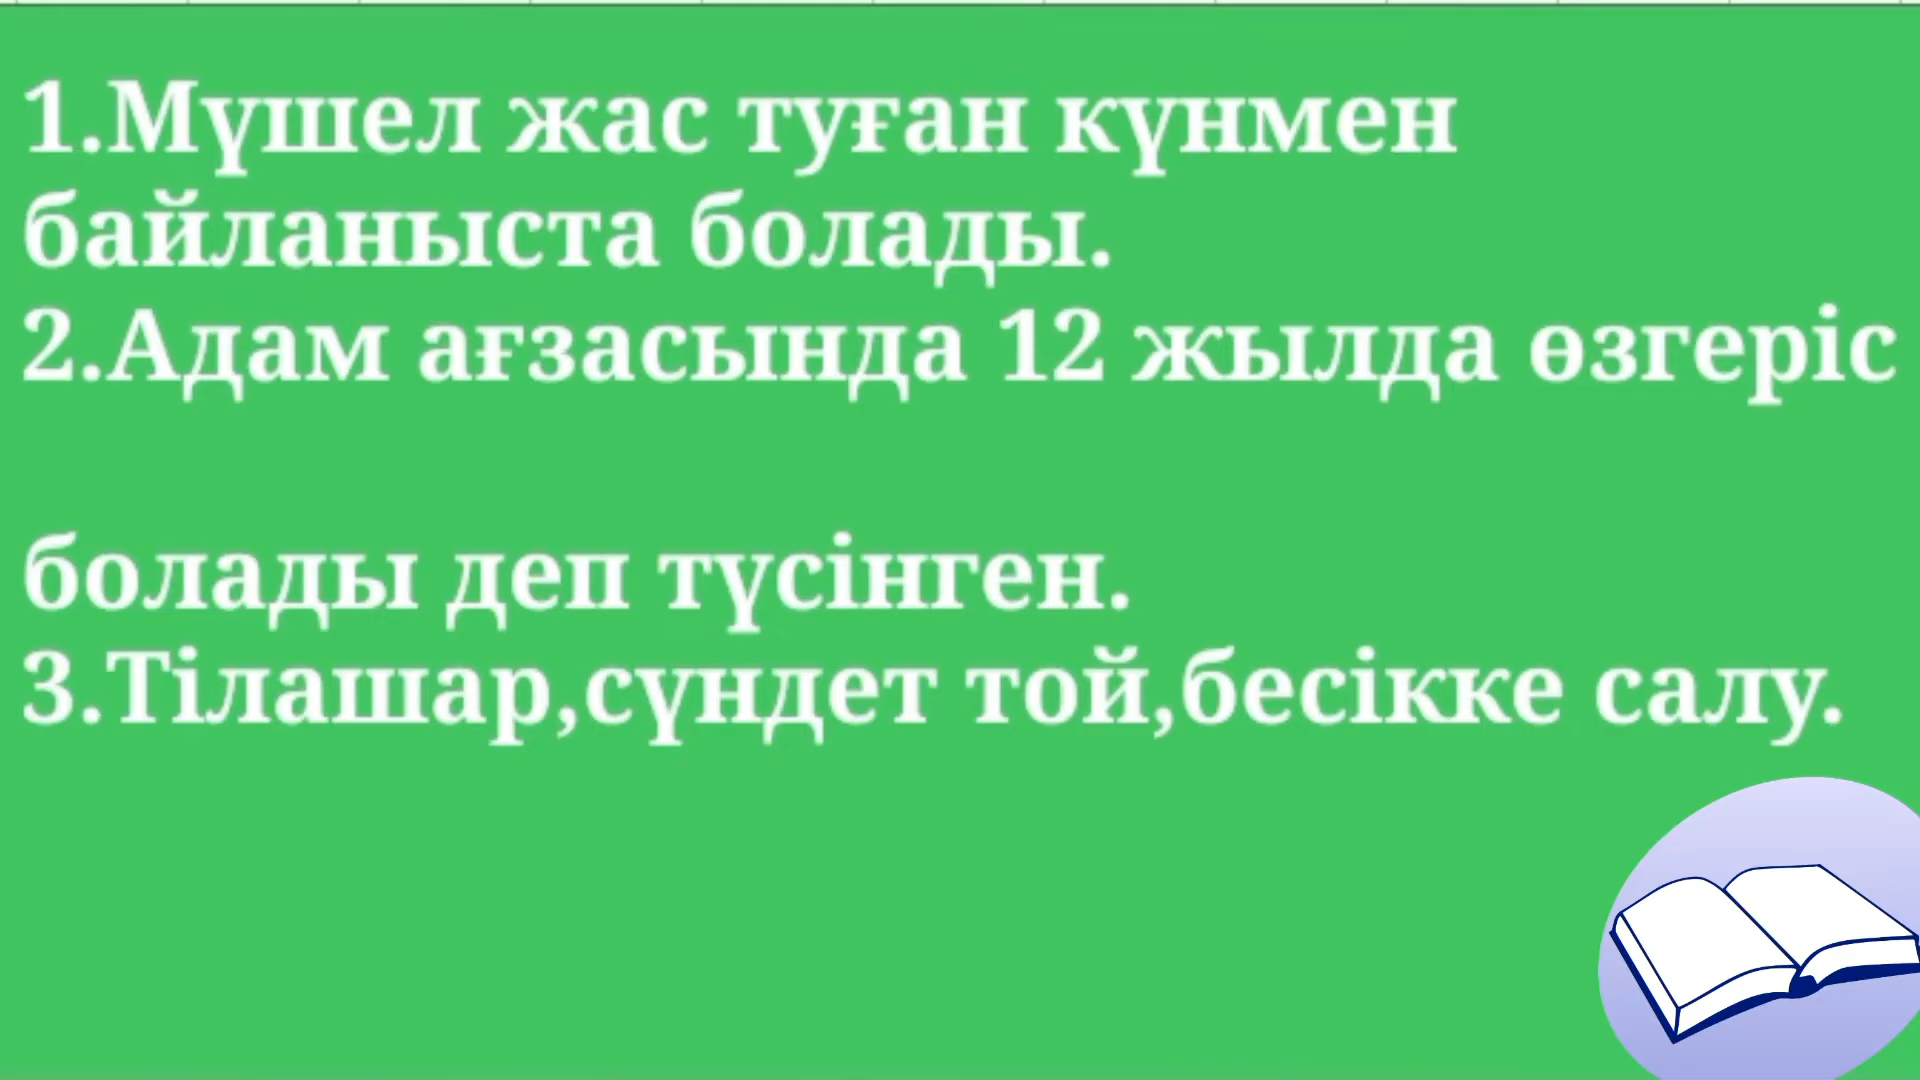 1.Мүшел жас туған күнмен
байланыста болады.
2.Адам ағзасында 12 жылда өзгеріс
болады деп түсінген.
3.Тілашар,сүндет той,бесікке салу.